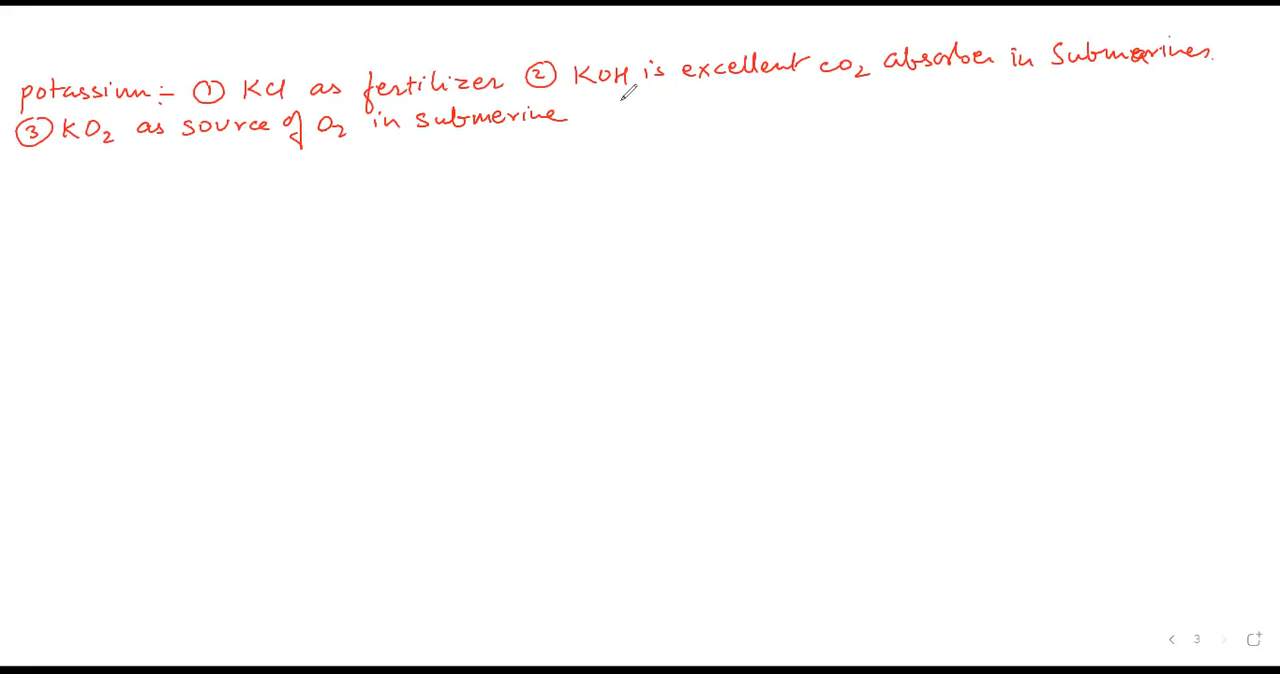 potassium:- ① KCl as fertilizer ② KOH is excellent CO₂ absorber in Submarines.
③ KO₂ as source of O₂ in submerine
3